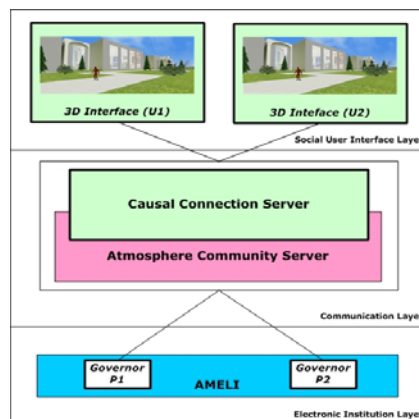 3D Interface (U1)
3D Inteface (U2)
Social User Interface Laye
Causal Connection Server
Atmosphere Community Server
Communication Laye
Governor
P1
Governor
P2
AMELI
Electronic Institution Laye